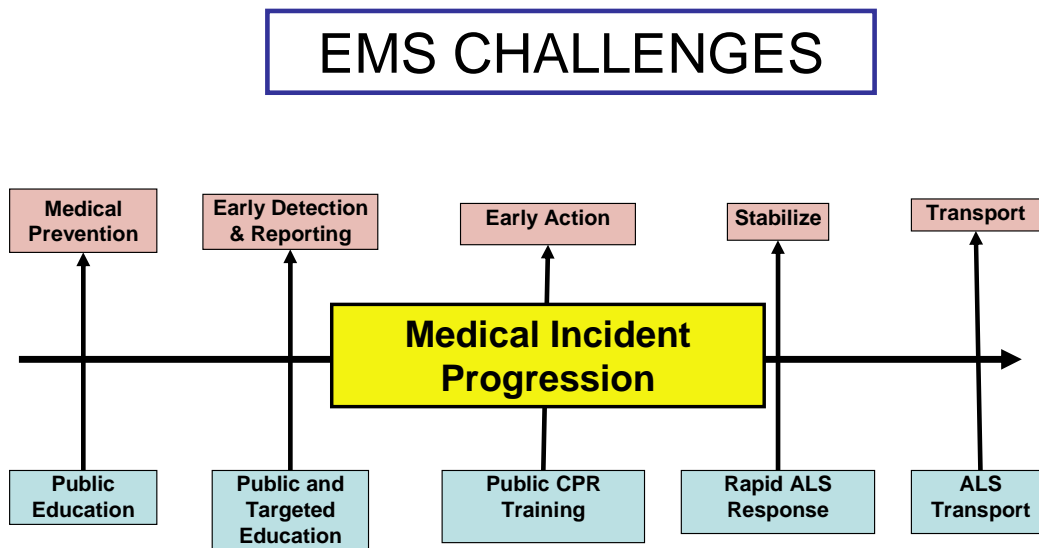 EMS CHALLENGES
Medical
Prevention
Early Detection
& Reporting
Early Action
Stabilize
Transport
Medical Incident
Progression
Public
Education
Public and
Targeted
Education
Public CPR
Training
Rapid ALS
Response
ALS
Transport